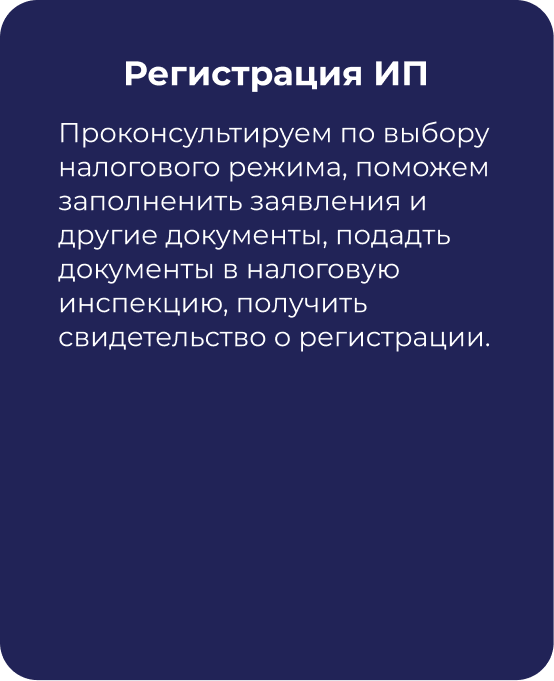 Регистрация ИП
Проконсультируем по выбору
налогового режима, поможем
заполненить заявления и
другие документы, подадть
документы в налоговую
инспекцию, получить
свидетельство о регистрации.